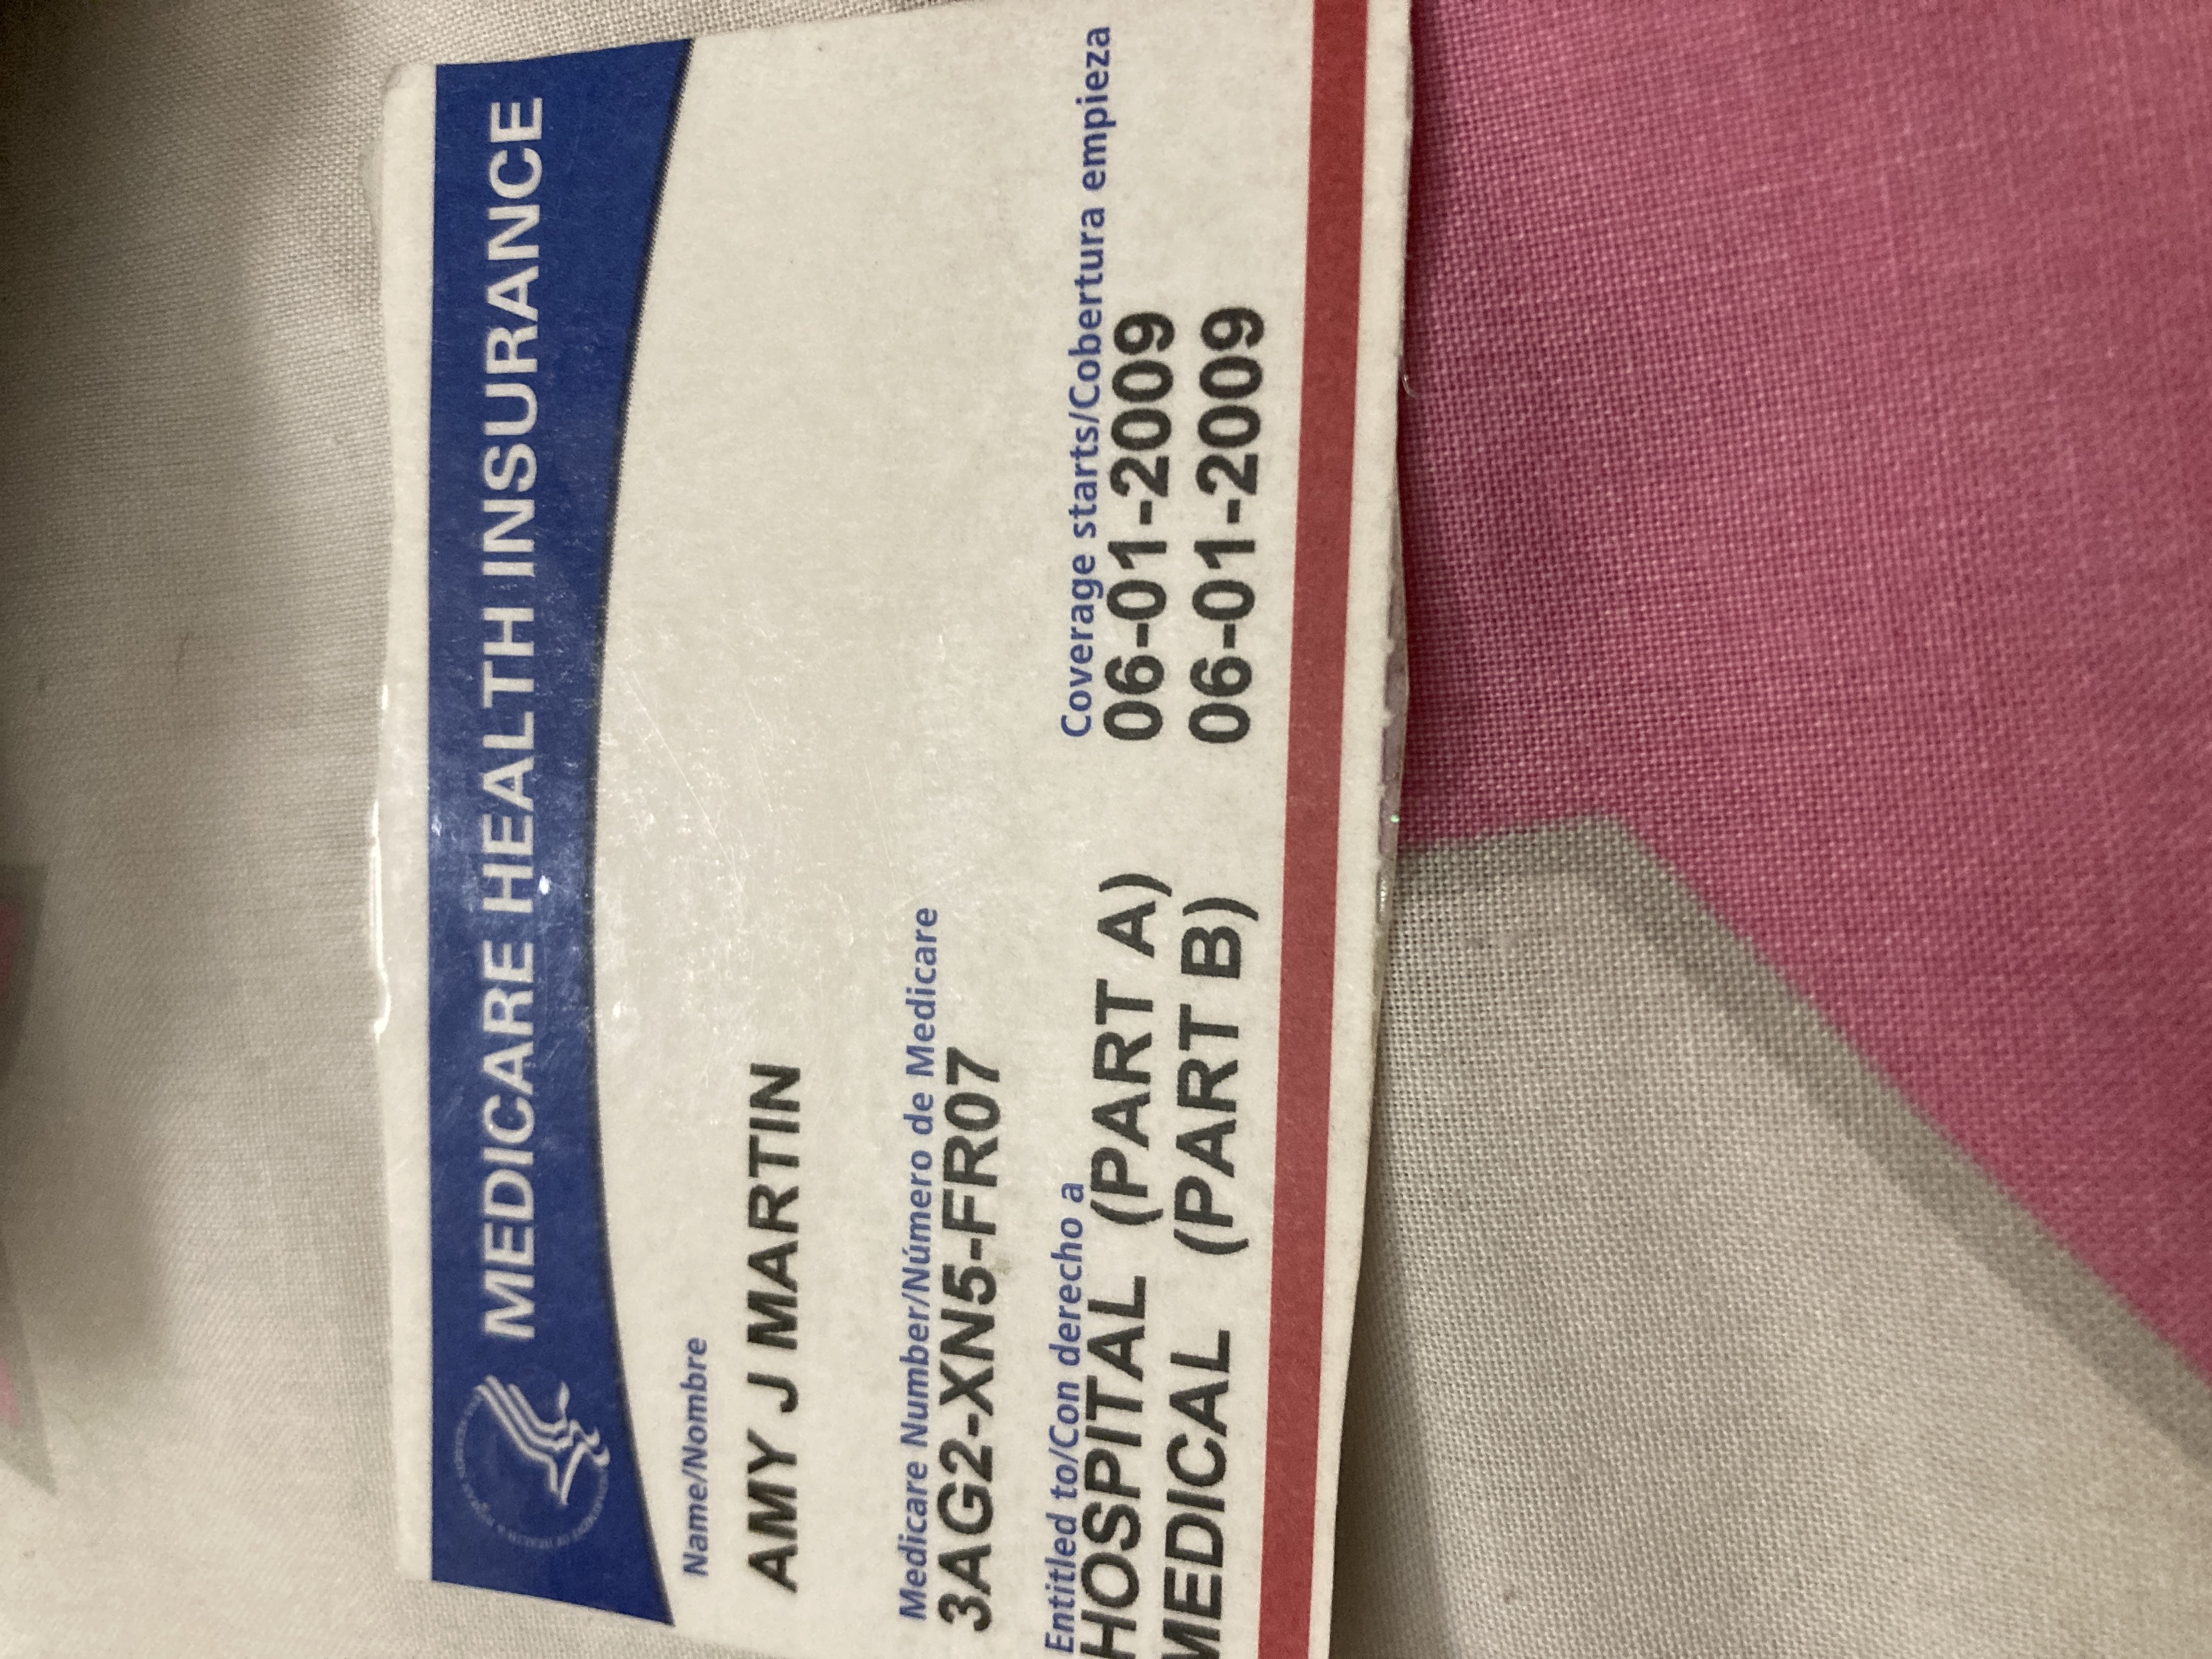 MEDICARE HEALTH INSURANCE
Name/Nombre
AMY J MARTIN
Medicare Number/Número de Medicare
3AG2-XN5-FR07
Entitled to/Con derecho a Coverage starts/Cobertura empieza
HOSPITAL (PART A) 06-01-2009
MEDICAL (PART B) 06-01-2009